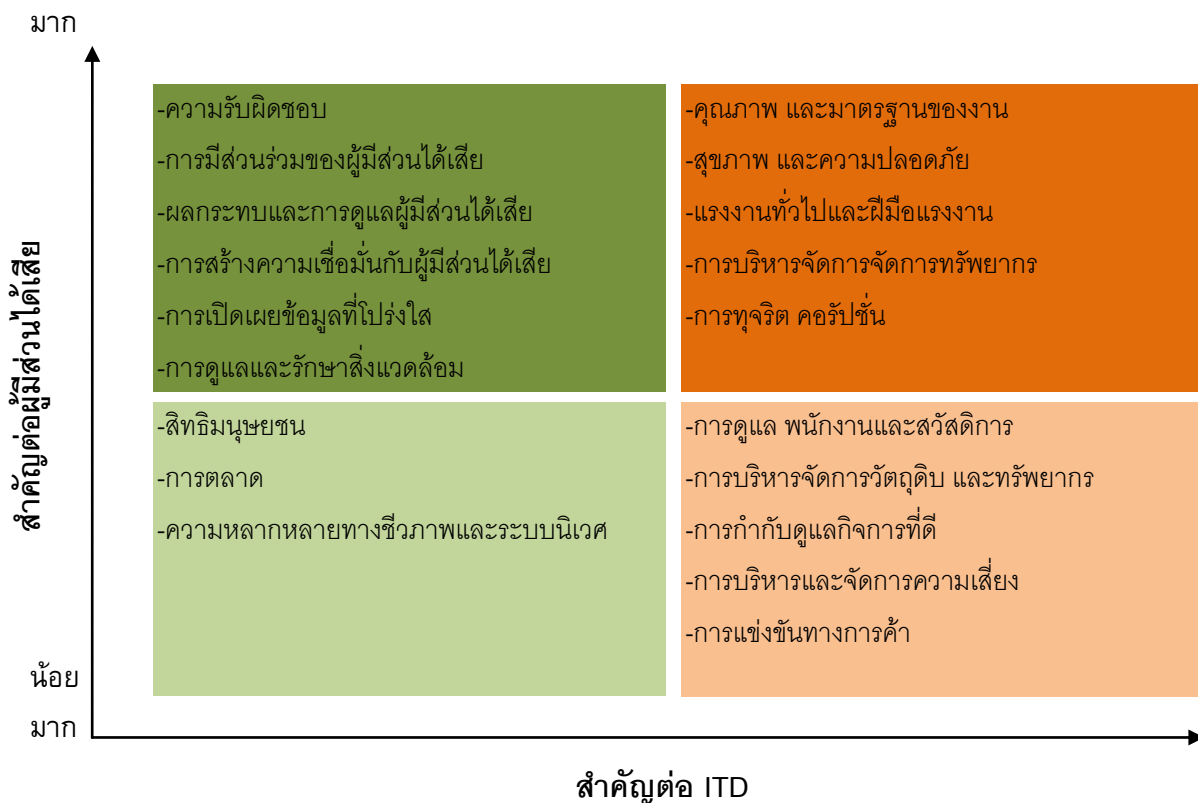 มาก
-ความรับผิดชอบ
-การมีส่วนร่วมของผู้มีส่วนได้เสีย
-ผลกระทบและการดูแลผู้มีส่วนได้เสีย
-การสร้างความเชื่อมั่นกับผู้มีส่วนได้เสีย
-การเปิดเผยข้อมูลที่โปร่งใส
-การดูแลและรักษาสิ่งแวดล้อม
-คุณภาพ และมาตรฐานของงาน
-สุขภาพ และความปลอดภัย
-แรงงานทั่วไปและฝีมือแรงงาน
-การบริหารจัดการจัดการทรัพยากร
-การทุจริต คอรัปชั่น
สำคัญต่อผู้มีส่วนได้เสีย
-สิทธิมนุษยชน
-การตลาด
-ความหลากหลายทางชีวภาพและระบบนิเวศ
-การดูแล พนักงานและสวัสดิการ
-การบริหารจัดการวัตถุดิบ และทรัพยากร
-การกำกับดูแลกิจการที่ดี
-การบริหารและจัดการความเสี่ยง
-การแข่งขันทางการค้า
น้อย
มาก
สำคัญต่อ ITD